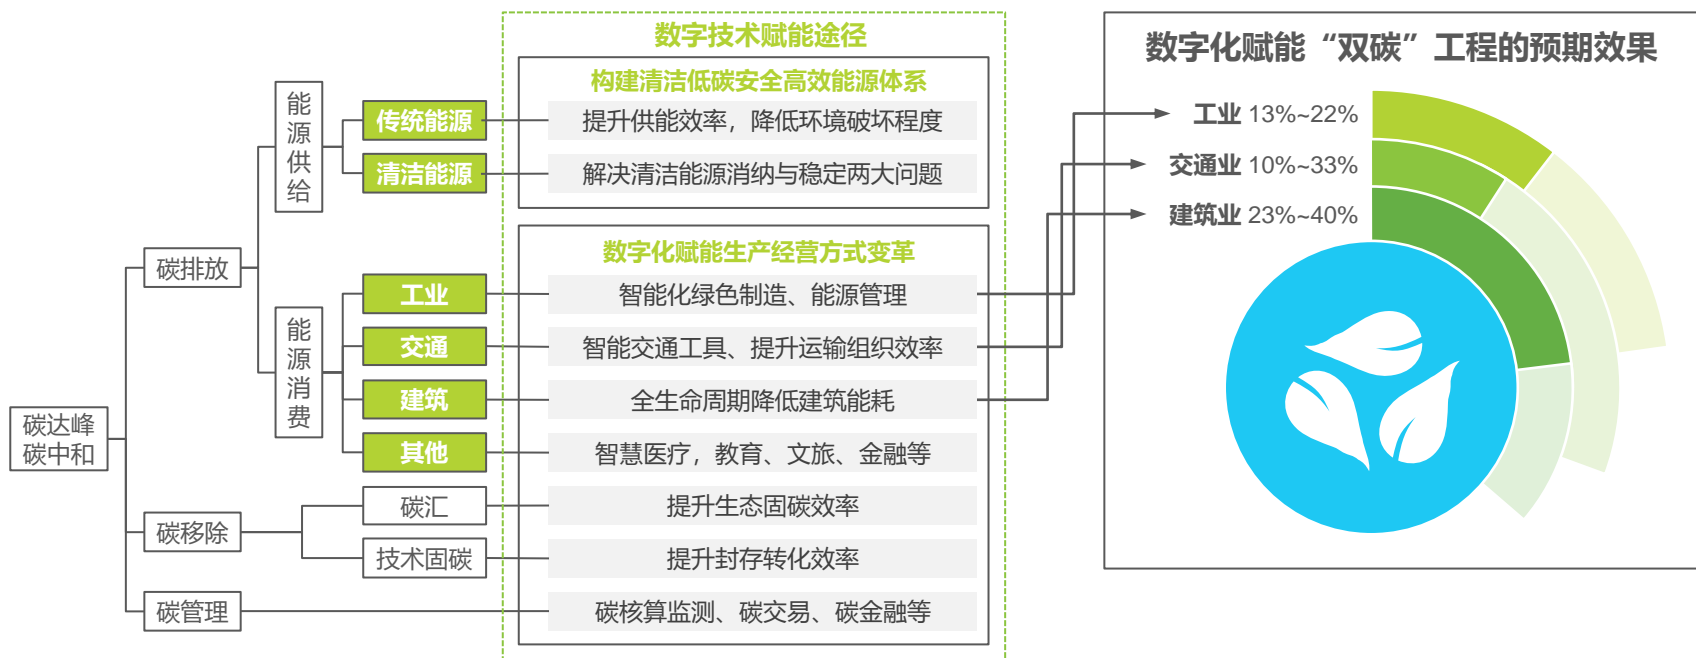 数字技术赋能途径
构建清洁低碳安全高效能源体系
能源供给
传统能源
提升供能效率，降低环境破坏程度
清洁能源
解决清洁能源消纳与稳定两大问题
碳排放
数字化赋能生产经营方式变革
能源消费
工业
智能化绿色制造、能源管理
交通
智能交通工具、提升运输组织效率
建筑
全生命周期降低建筑能耗
其他
智慧医疗，教育、文旅、金融等
碳达峰
碳中和
碳移除
碳汇
提升生态固碳效率
技术固碳
提升封存转化效率
碳管理
碳核算监测、碳交易、碳金融等
数字化赋能“双碳”工程的预期效果
工业 13%~22%
交通业 10%~33%
建筑业 23%~40%